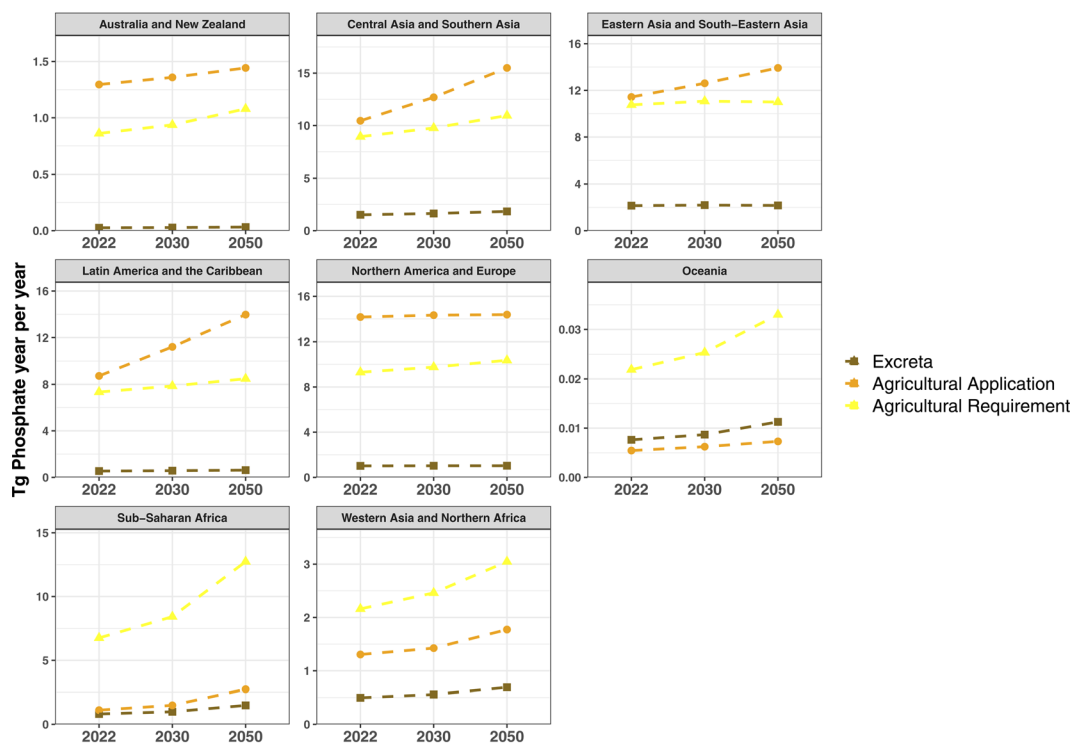 Australia and New Zealand
Central Asia and Southern Asia
Eastern Asia and South−Eastern Asia
1.5
1.0
0.5
0.0
2022 2030 2050
15
10
5
0
2022 2030 2050
16
12
8
4
0
2022 2030 2050
Tg Phosphate year per year
Latin America and the Caribbean
Northern America and Europe
Oceania
16
12
8
4
0
2022 2030 2050
16
12
8
4
0
2022 2030 2050
0.03
0.02
0.01
0.00
2022 2030 2050
Excreta
Agricultural Application
Agricultural Requirement
Sub−Saharan Africa
Western Asia and Northern Africa
15
10
5
0
2022 2030 2050
3
2
1
0
2022 2030 2050